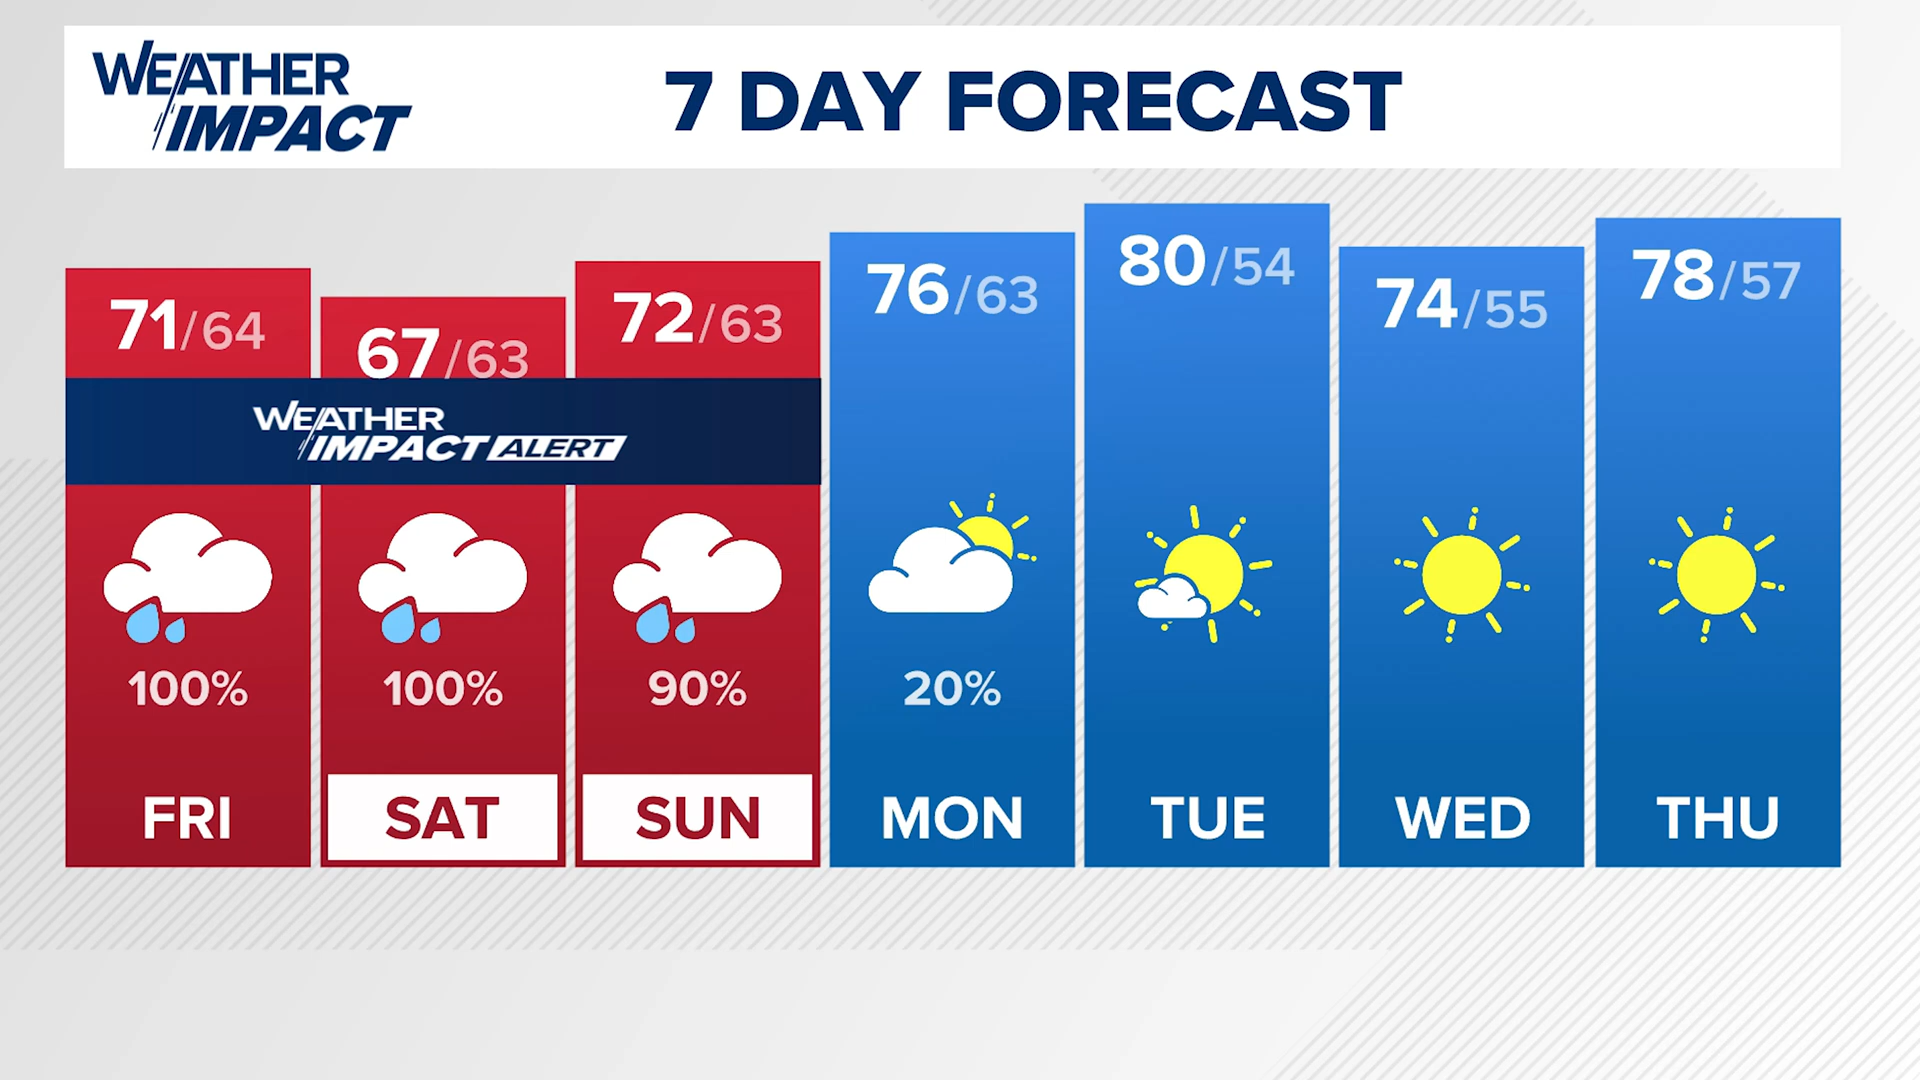 WEATHER
IMPACT
7 DAY FORECAST
71/64
67/63
72/63
76/63
80/54
74/55
78/57
WEATHER
IMPACT ALERT
100%
100%
90%
20%
FRI
SAT
SUN
MON
TUE
WED
THU